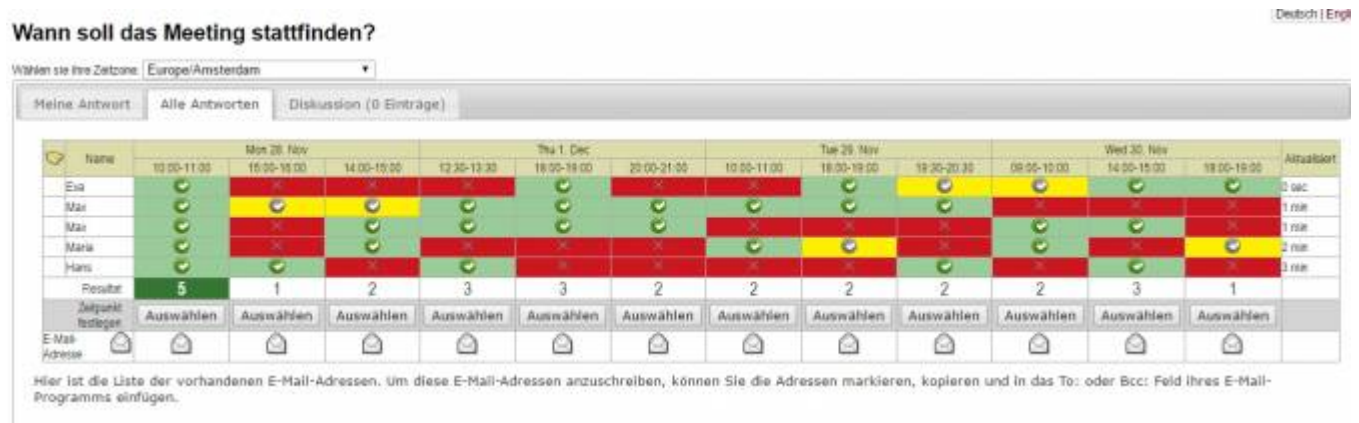 Deutsch | Engl
Wann soll das Meeting stattfinden?
Wählen sie ihre Zeitzone: Europe/Amsterdam
Meine Antwort Alle Antworten Diskussion (0 Einträge)
Name Mon 28. Nov Thu 1. Dec Tue 29. Nov Wed 30. Nov Aktualisiert
10:00-11:00 15:00-16:00 14:00-15:00 12:30-13:30 18:00-19:00 20:00-21:00 10:00-11:00 18:00-19:00 19:30-20:30 09:00-10:00 14:00-15:00 18:00-19:00
Eva 0 sec
Max 1 min
Max 1 min
Maria 2 min
Hans 3 min
Resultat 5 1 2 3 3 2 2 2 2 2 3 1
Zeitpunkt
festlegen Auswählen Auswählen Auswählen Auswählen Auswählen Auswählen Auswählen Auswählen Auswählen Auswählen Auswählen Auswählen
E-Mail-
Adresse
Hier ist die Liste der vorhandenen E-Mail-Adressen. Um diese E-Mail-Adressen anzuschreiben, können Sie die Adressen markieren, kopieren und in das To: oder Bcc: Feld ihres E-Mail-
Programms einfügen.